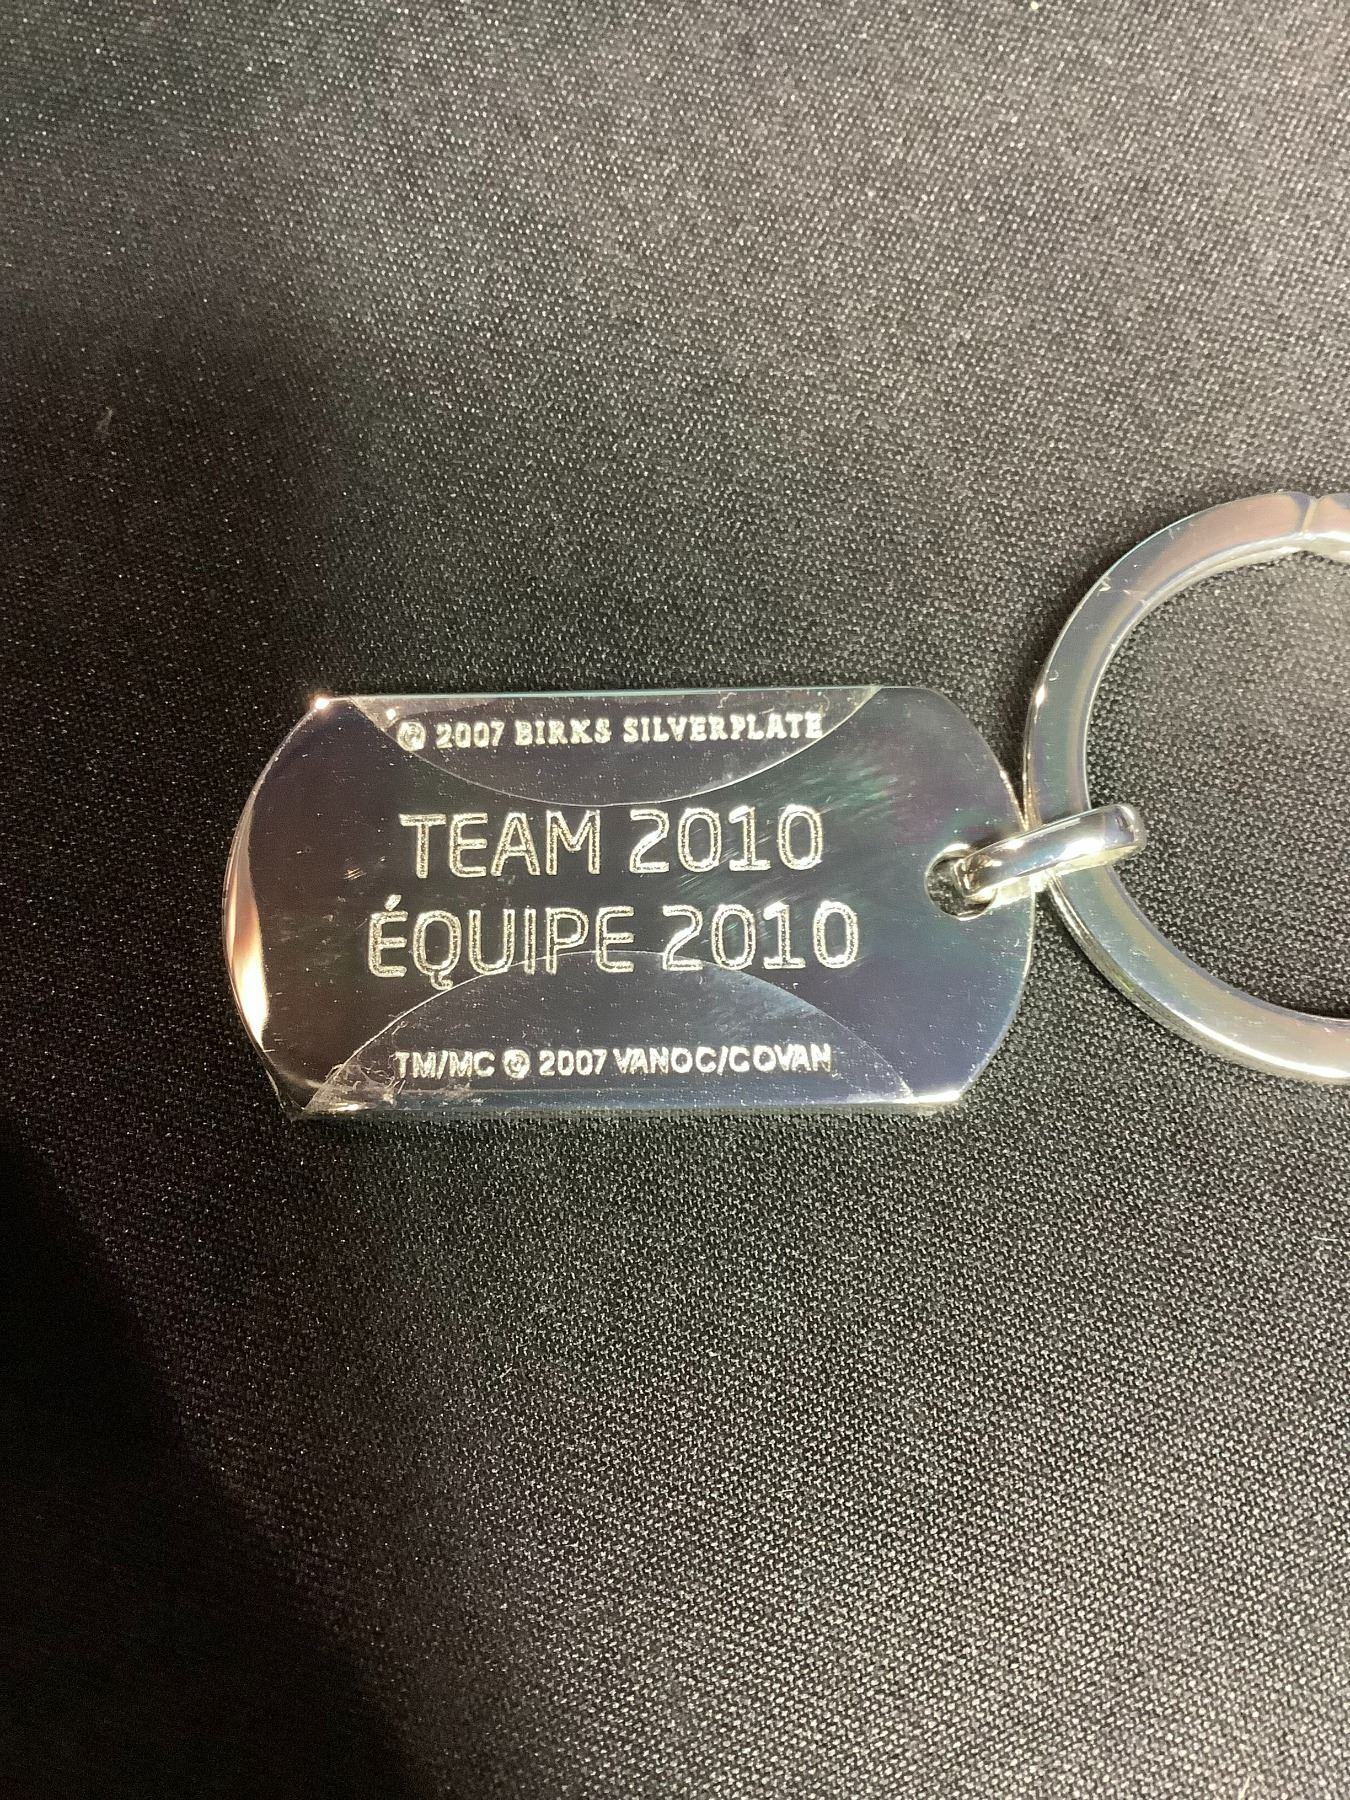 © 2007 BIRKS SILVERPLATE
TEAM 2010
ÉQUIPE 2010
TM/MC © 2007 VANOC/COVAN